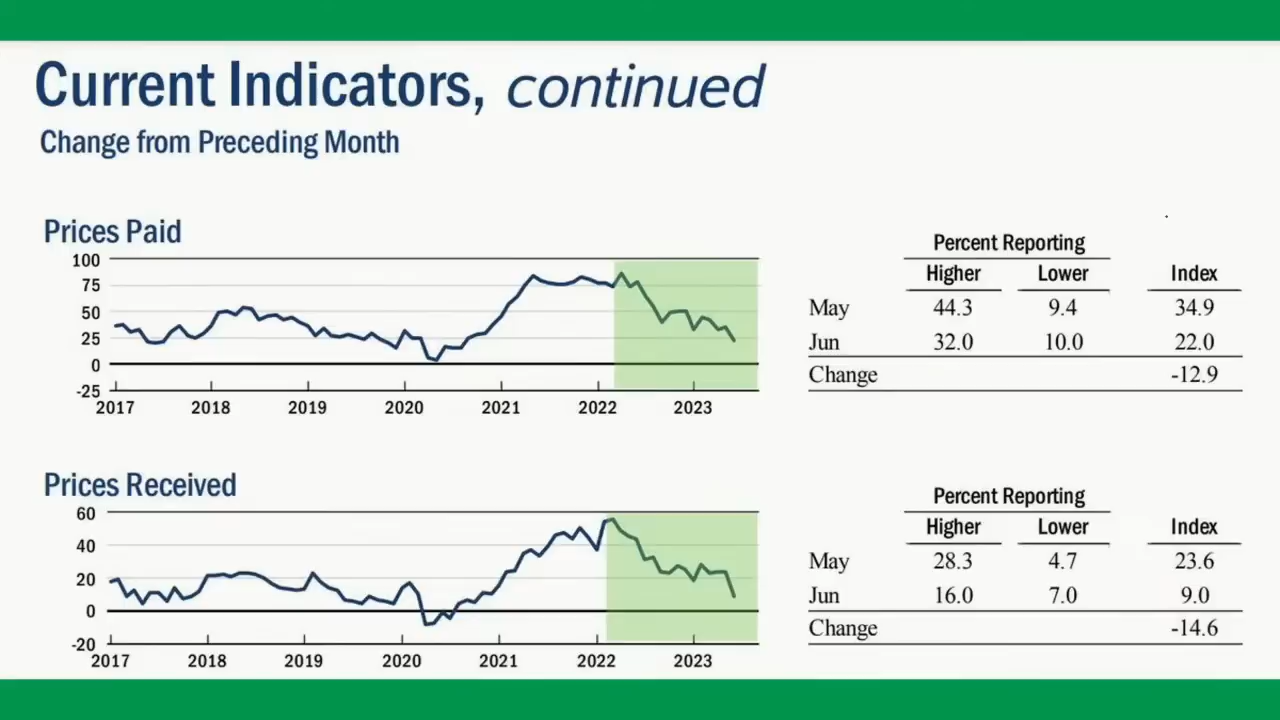 Current Indicators, continued
Change from Preceding Month
Prices Paid
100
75
50
25
0
-25
2017 2018 2019 2020 2021 2022 2023
Percent Reporting
Higher Lower Index
May 44.3 9.4 34.9
Jun 32.0 10.0 22.0
Change -12.9
Prices Received
60
40
20
0
-20
2017 2018 2019 2020 2021 2022 2023
Percent Reporting
Higher Lower Index
May 28.3 4.7 23.6
Jun 16.0 7.0 9.0
Change -14.6